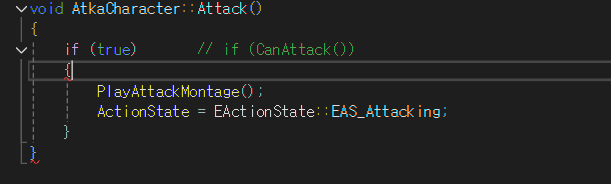 void AtkaCharacter::Attack()
{
if (true) // if (CanAttack())
{
PlayAttackMontage();
ActionState = EActionState::EAS_Attacking;
}
}